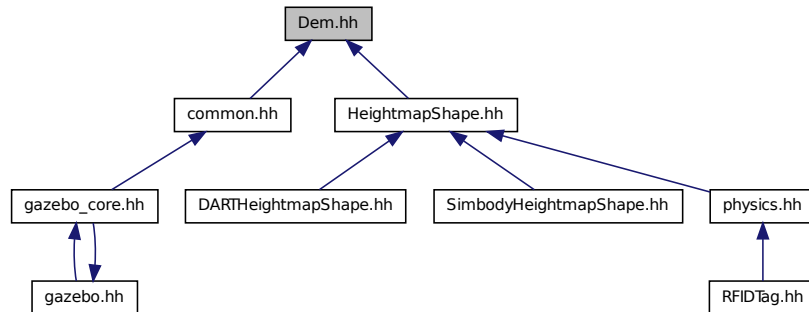 Dem.hh
common.hh
HeightmapShape.hh
gazebo_core.hh
DARTHeightmapShape.hh
SimbodyHeightmapShape.hh
physics.hh
gazebo.hh
RFIDTag.hh